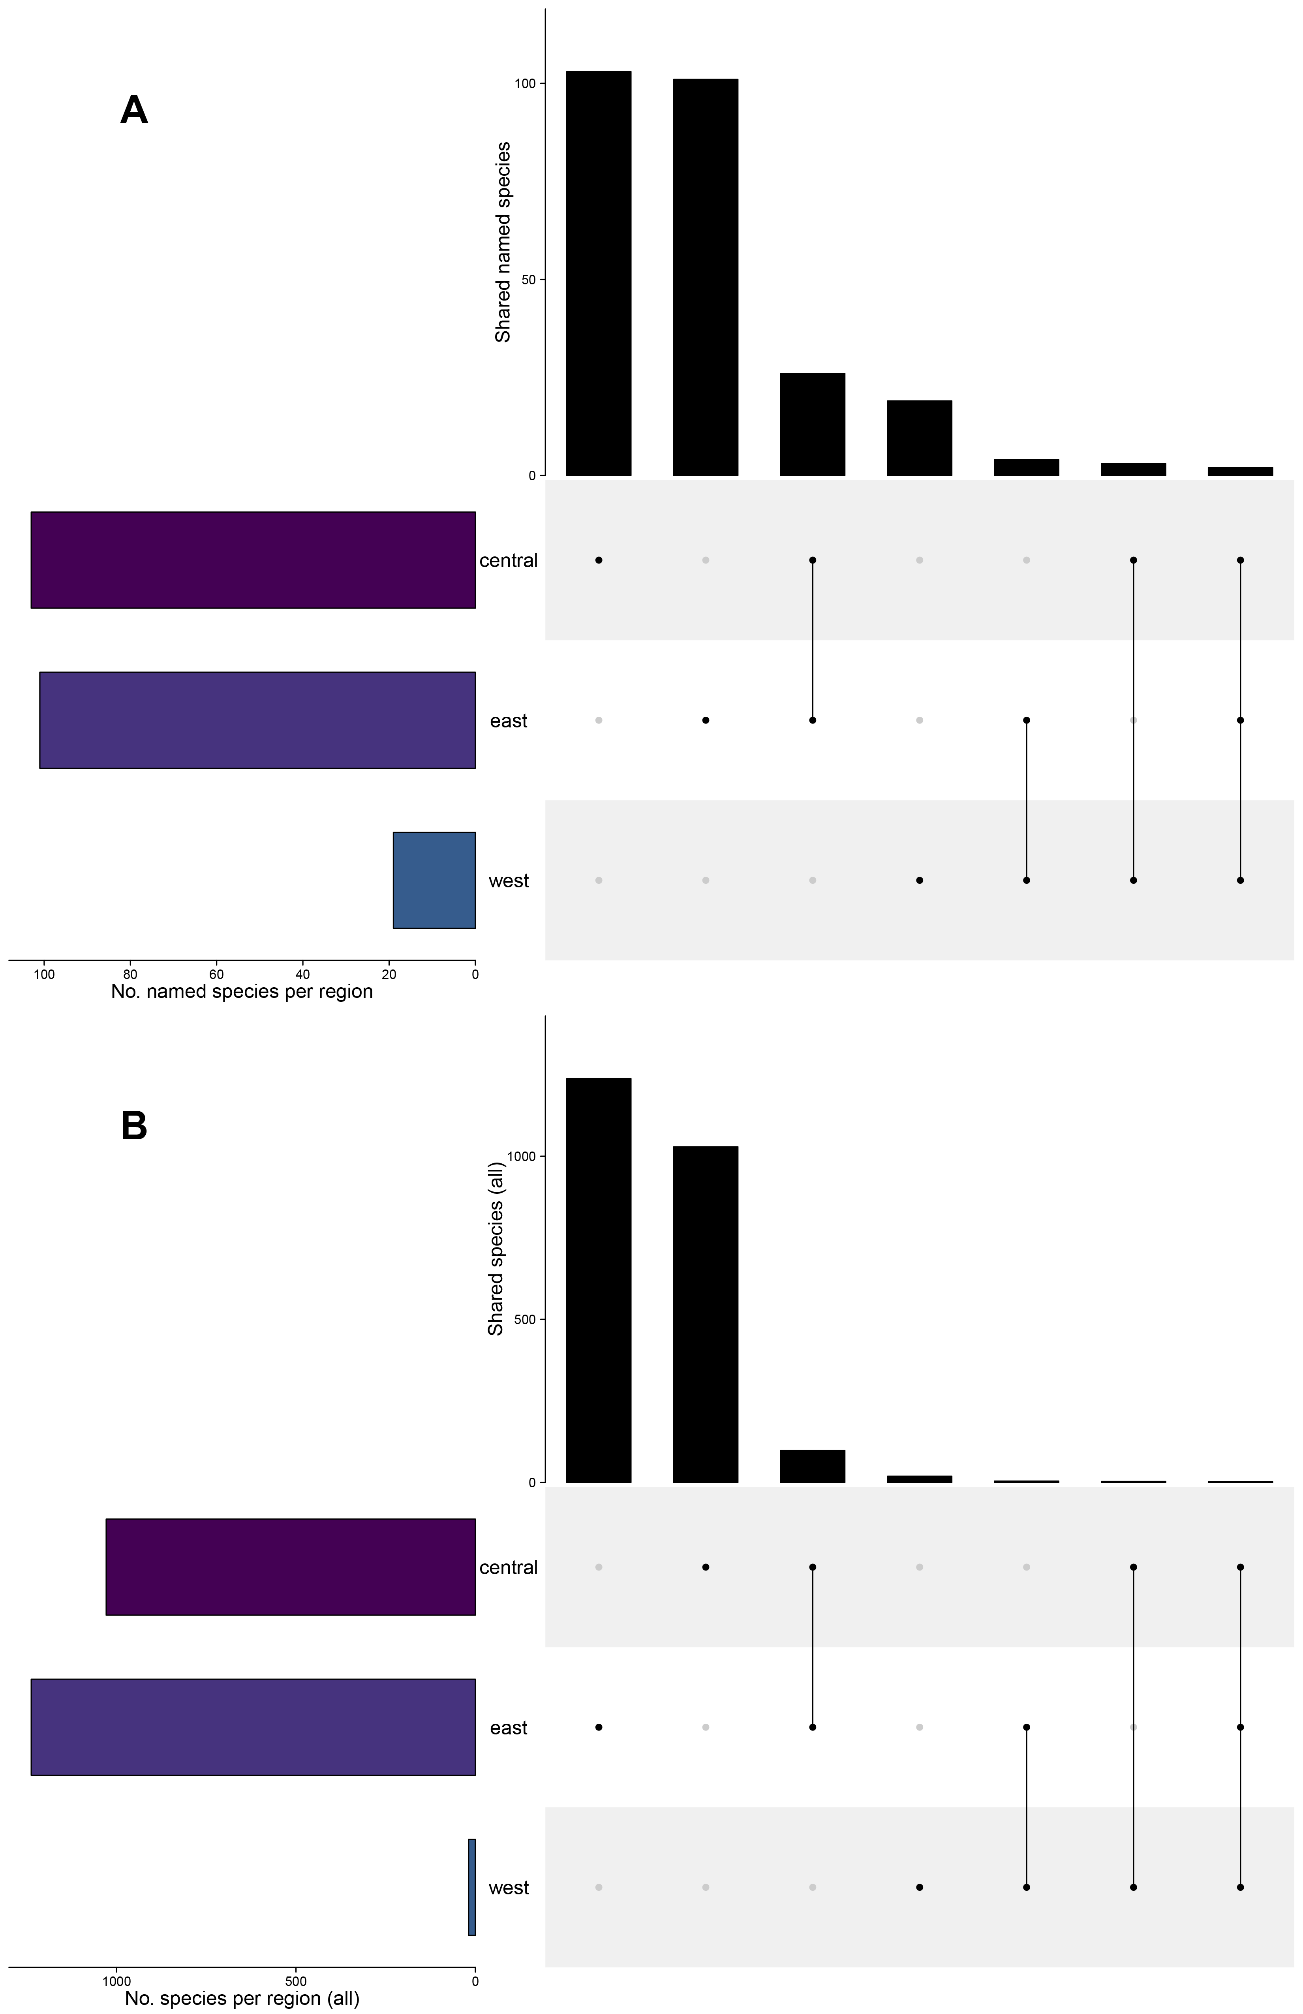 A
Shared named species
100
50
0
central
east
west
100 80 60 40 20 0
No. named species per region
B
Shared species (all)
1000
500
0
central
east
west
1000 500 0
No. species per region (all)